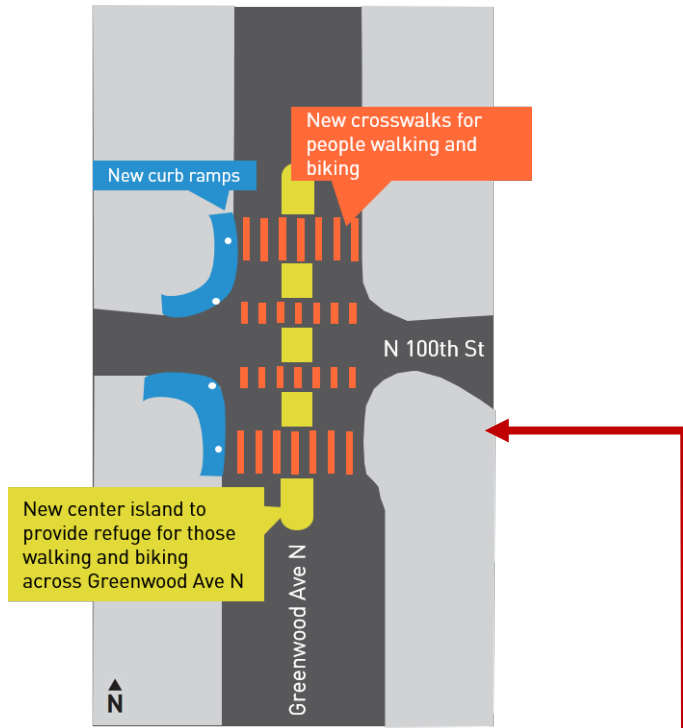 New crosswalks for
people walking and
biking
New curb ramps
N 100th St
New center island to
provide refuge for those
walking and biking
across Greenwood Ave N
Greenwood Ave N
N